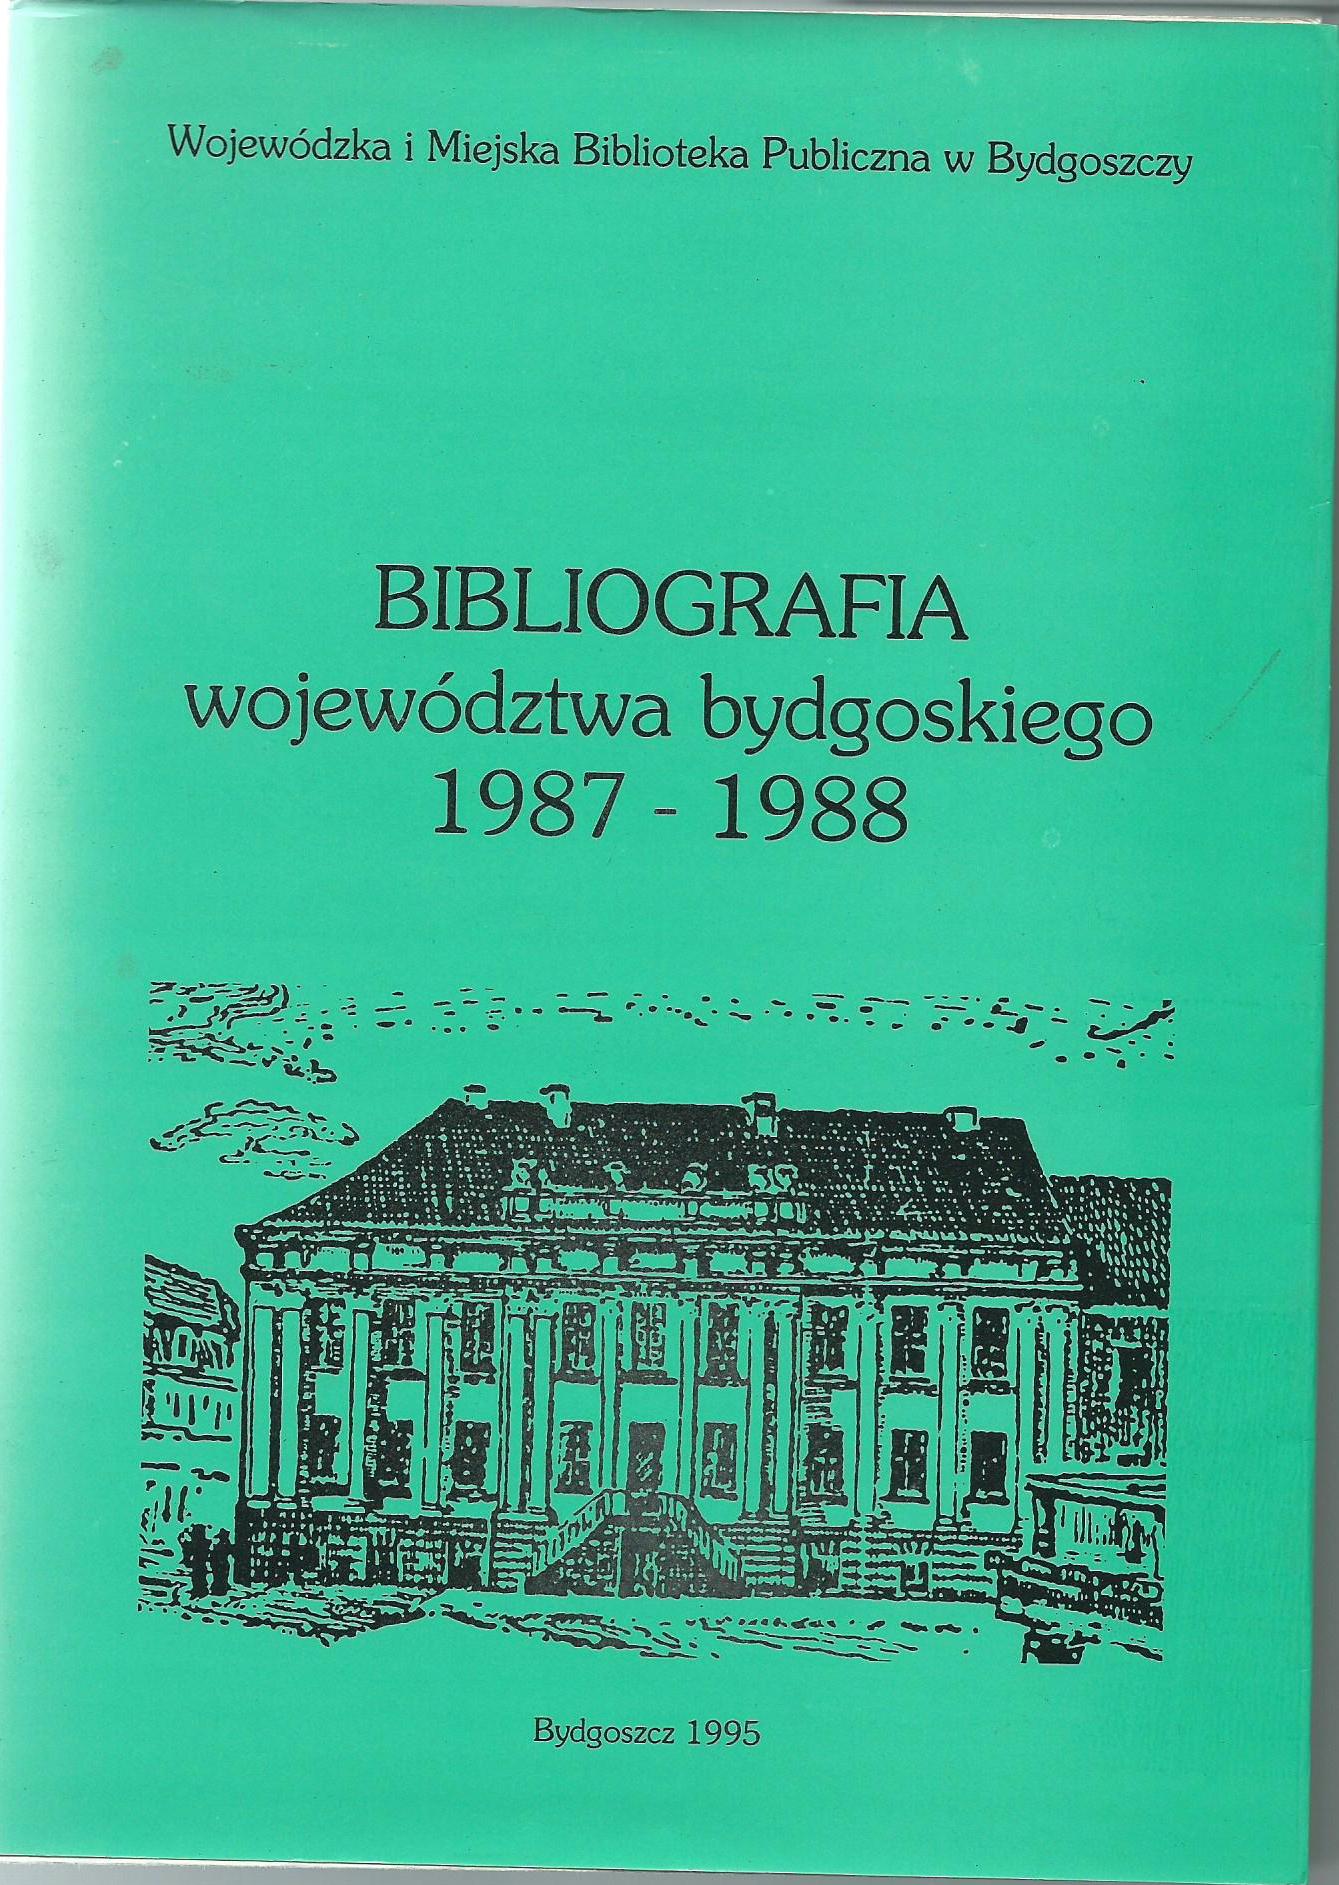 Wojewódzka i Miejska Biblioteka Publiczna w Bydgoszczy
BIBLIOGRAFIA
województwa bydgoskiego
1987 - 1988
Bydgoszcz 1995